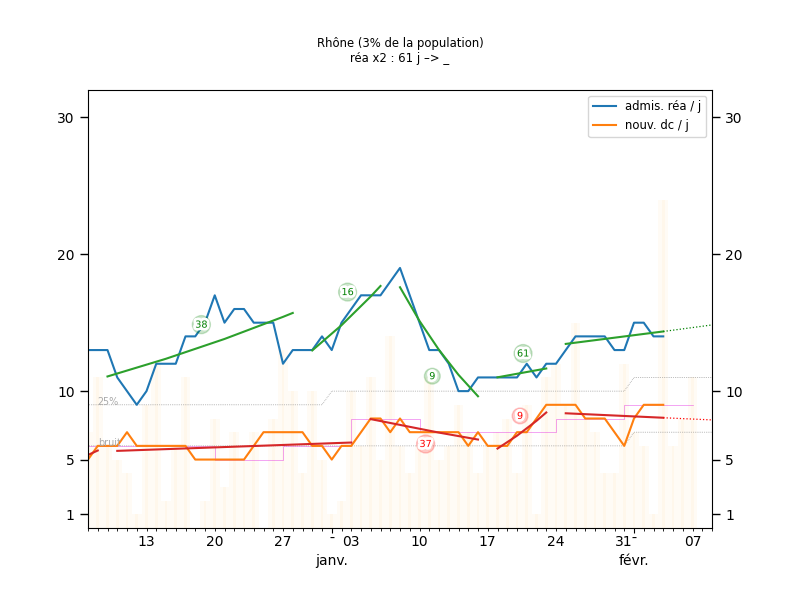 Rhône (3% de la population)
réa x2 : 61 j –> _
admis. réa / j
nouv. dc / j
30 30
20 20
10 10
5 5
1 1
16
38
61
9
9
37
25%
bruit
13 20 27 - 03 10 17 24 31- 07
janv. févr.